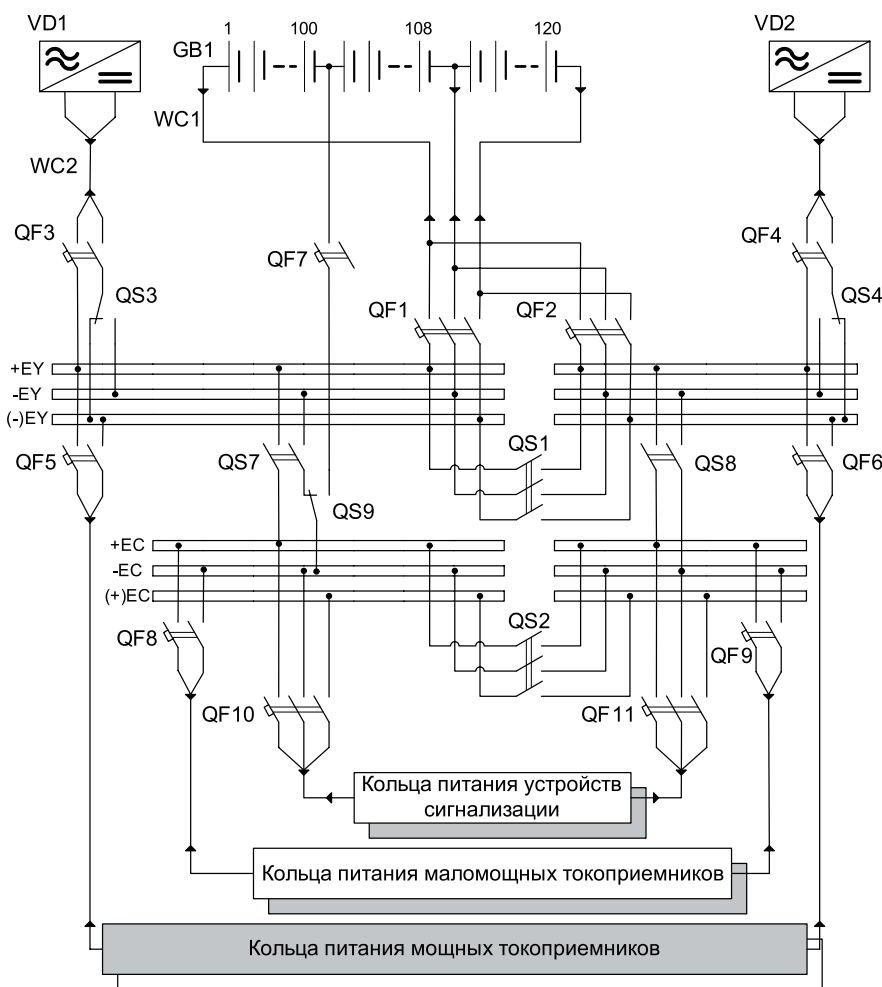 VD1
1
100
108
120
VD2
GB1
WC1
WC2
QF3
QF7
QF4
QS3
QF1
QF2
QS4
+EY
-EY
(-)EY
QF5
QS7
QS1
QS8
QF6
QS9
+EC
-EC
(+)EC
QF8
QS2
QF9
QF10
QF11
Кольца питания устройств
сигнализации
Кольца питания маломощных токоприемников
Кольца питания мощных токоприемников